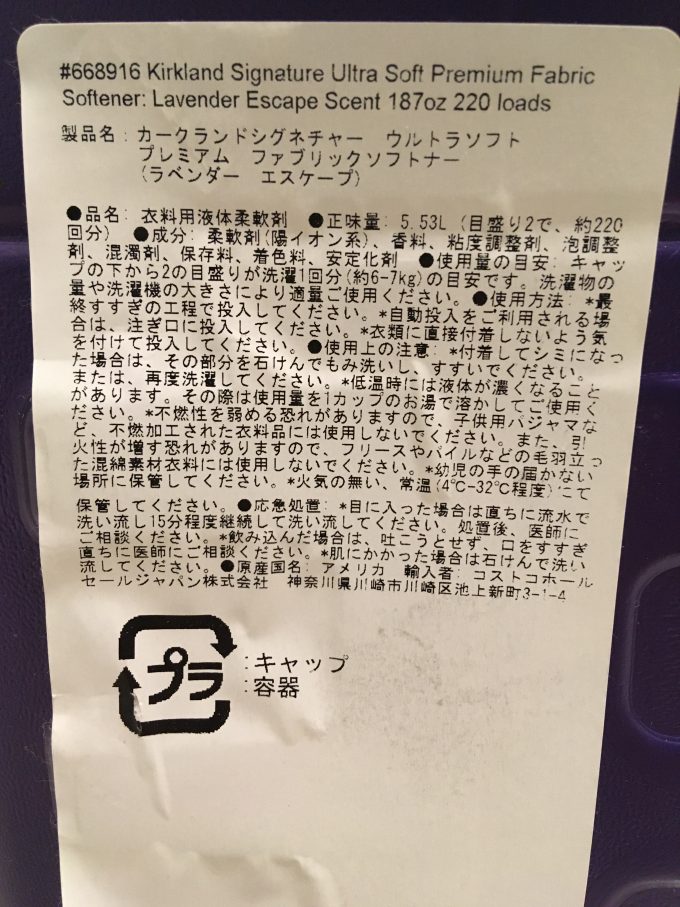 #668916 Kirkland Signature Ultra Soft Premium Fabric
Softener: Lavender Escape Scent 187oz 220 loads
製品名：カークランドシグネチャー　ウルトラソフト
プレミアム　ファブリックソフトナー
（ラベンダー　エスケープ）
●品名：衣料用液体柔軟剤　●正味量：5.53L（目盛り2で、約220
回分）　●成分：柔軟剤(陽イオン系)、香料、粘度調整剤、泡調整
剤、混濁剤、保存料、着色料、安定化剤　●使用量の目安：キャッ
プの下から2の目盛りが洗濯1回分(約6-7kg)の目安です。洗濯物の
量や洗濯機の大きさにより適量ご使用ください。●使用方法：*最
終すすぎの工程で投入してください。*自動投入をご利用される場
合は、注ぎ口に投入してください。*衣類に直接付着しないよう気
を付けて投入してください。●使用上の注意：*付着してシミになっ
た場合は、その部分を石けんでもみ洗いし、すすいでください。
または、再度洗濯してください。*低温時には液体が濃くなること
があります。その際は使用量を1カップのお湯で溶かしてご使用く
ださい。*不燃性を弱める恐れがありますので、子供用パジャマな
ど、不燃加工された衣料品には使用しないでください。また、引
火性が増す恐れがありますので、フリースやパイルなどの毛羽立っ
た混綿素材衣料には使用しないでください。*幼児の手の届かない
場所に保管してください。*火気の無い、常温(4℃-32℃程度)にて
保管してください。●応急処置：*目に入った場合は直ちに流水で
洗い流し15分程度継続して洗い流してください。処置後、医師に
ご相談ください。*飲み込んだ場合は、吐こうとせず、口をすすぎ
直ちに医師にご相談ください。*肌にかかった場合は石けんで洗い
流してください。●原産国名：アメリカ　輸入者：コストコホール
セールジャパン株式会社　神奈川県川崎市川崎区池上新町3-1-4
プラ
：キャップ
：容器